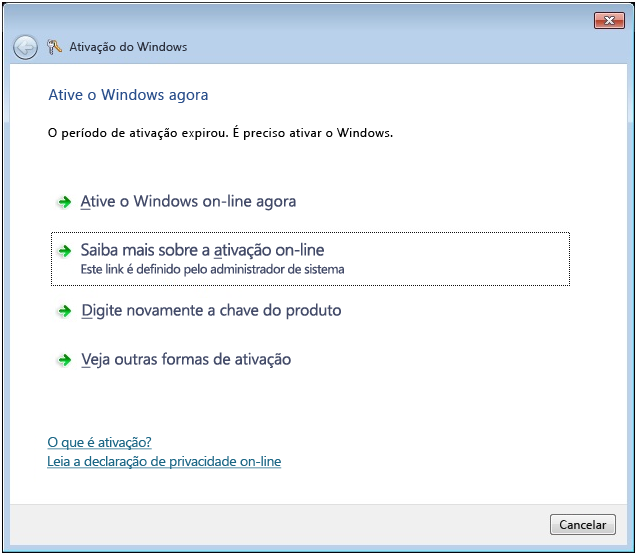 Ativação do Windows
Ative o Windows agora
O período de ativação expirou. É preciso ativar o Windows.
Ative o Windows on-line agora
Saiba mais sobre a ativação on-line
Este link é definido pelo administrador de sistema
Digite novamente a chave do produto
Veja outras formas de ativação
O que é ativação?
Leia a declaração de privacidade on-line
Cancelar